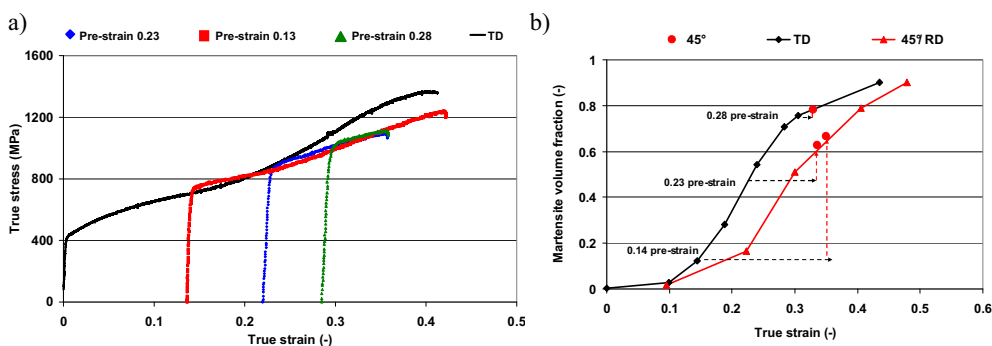 a)
Pre-strain 0.23 Pre-strain 0.13 Pre-strain 0.28 TD
1600
1200
800
400
0
True stress (MPa)
0 0.1 0.2 0.3 0.4 0.5
True strain (-)
b)
45° TD 45°/ RD
1
0.8
0.6
0.4
0.2
0
Martensite volume fraction (-)
0.28 pre-strain
0.23 pre-strain
0.14 pre-strain
0 0.1 0.2 0.3 0.4 0.5 0.6
True strain (-)